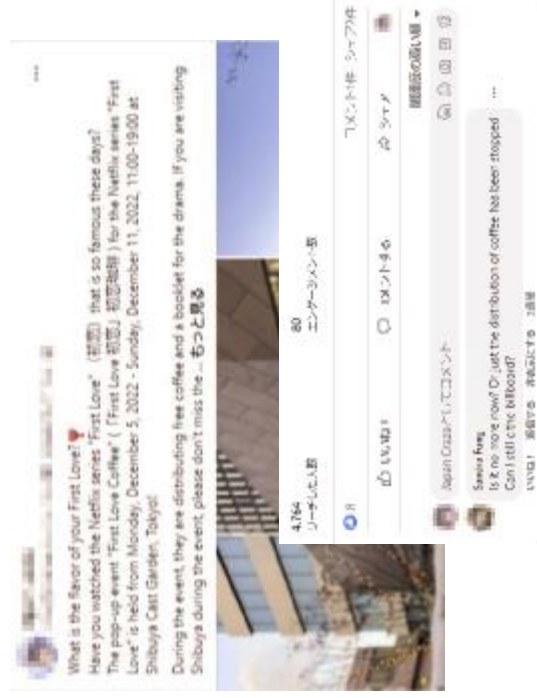 What is the flavor of your First Love?🌹
Have you watched the Netflix series "First Love" (初恋) that is so famous these days?
The pop-up event "First Love Coffee" (「First Love 初恋」初恋珈琲) for the Netflix series "First
Love" is held from Monday, December 5, 2022 - Sunday, December 11, 2022, 11:00-19:00 at
Shibuya Cast Garden, Tokyo!
During the event, they are distributing free coffee and a booklet for the drama. If you are visiting
Shibuya during the event, please don't miss the ... もっと見る
4,764
リーチした人数
80
エンゲージメント数
8
コメント1件 シェア7件
いいね！
コメントする
シェア
関連度の高い順
Japan Crazeとしてコメント
Is it no more now? Or just the distribution of coffee has been stopped
Can I still c the billboard?
いいね！ 返信する 非表示にする 1週間